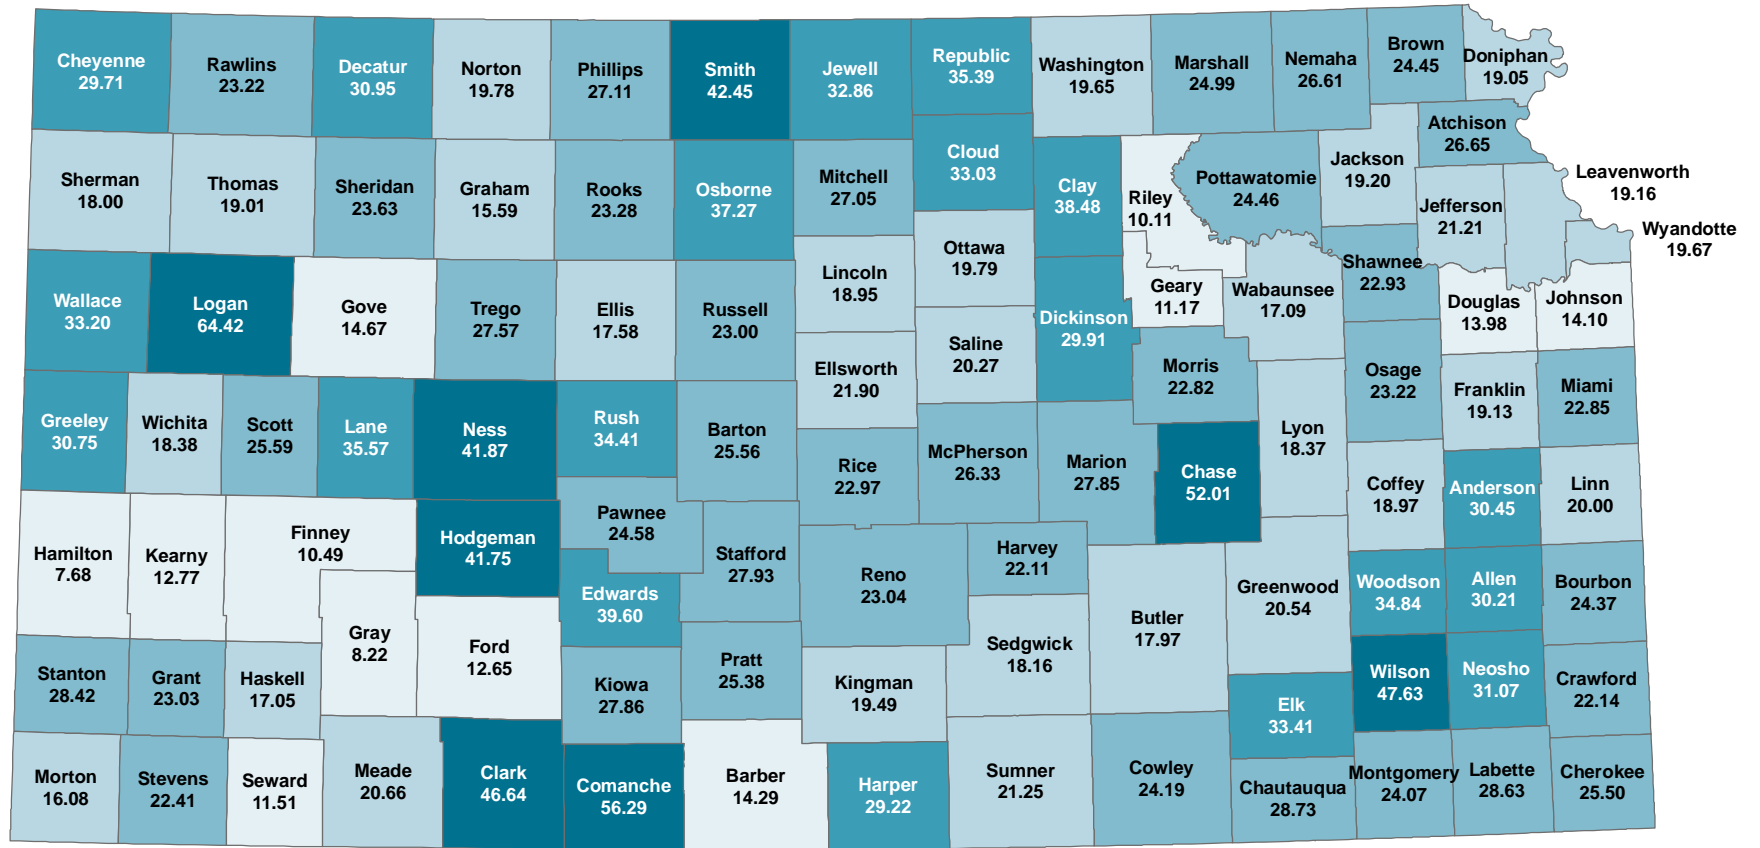 Cheyenne
29.71
Rawlins
23.22
Decatur
30.95
Norton
19.78
Phillips
27.11
Smith
42.45
Jewell
32.86
Republic
35.39
Washington
19.65
Marshall
24.99
Nemaha
26.61
Brown
24.45
Doniphan
19.05
Sherman
18.00
Thomas
19.01
Sheridan
23.63
Graham
15.59
Rooks
23.28
Osborne
37.27
Mitchell
27.05
Cloud
33.03
Clay
38.48
Riley
10.11
Pottawatomie
24.46
Jackson
19.20
Atchison
26.65
Jefferson
21.21
Leavenworth
19.16
Wyandotte
19.67
Wallace
33.20
Logan
64.42
Gove
14.67
Trego
27.57
Ellis
17.58
Russell
23.00
Lincoln
18.95
Ottawa
19.79
Saline
20.27
Dickinson
29.91
Geary
11.17
Wabaunsee
17.09
Shawnee
22.93
Douglas
13.98
Johnson
14.10
Greeley
30.75
Wichita
18.38
Scott
25.59
Lane
35.57
Ness
41.87
Rush
34.41
Barton
25.56
Ellsworth
21.90
Rice
22.97
McPherson
26.33
Marion
27.85
Morris
22.82
Chase
52.01
Lyon
18.37
Osage
23.22
Franklin
19.13
Miami
22.85
Coffey
18.97
Anderson
30.45
Linn
20.00
Hamilton
7.68
Kearny
12.77
Finney
10.49
Hodgeman
41.75
Pawnee
24.58
Stafford
27.93
Edwards
39.60
Reno
23.04
Harvey
22.11
Butler
17.97
Greenwood
20.54
Woodson
34.84
Allen
30.21
Bourbon
24.37
Gray
8.22
Ford
12.65
Stanton
28.42
Grant
23.03
Haskell
17.05
Kiowa
27.86
Pratt
25.38
Kingman
19.49
Sedgwick
18.16
Elk
33.41
Wilson
47.63
Neosho
31.07
Crawford
22.14
Morton
16.08
Stevens
22.41
Seward
11.51
Meade
20.66
Clark
46.64
Comanche
56.29
Barber
14.29
Harper
29.22
Sumner
21.25
Cowley
24.19
Chautauqua
28.73
Montgomery
24.07
Labette
28.63
Cherokee
25.50